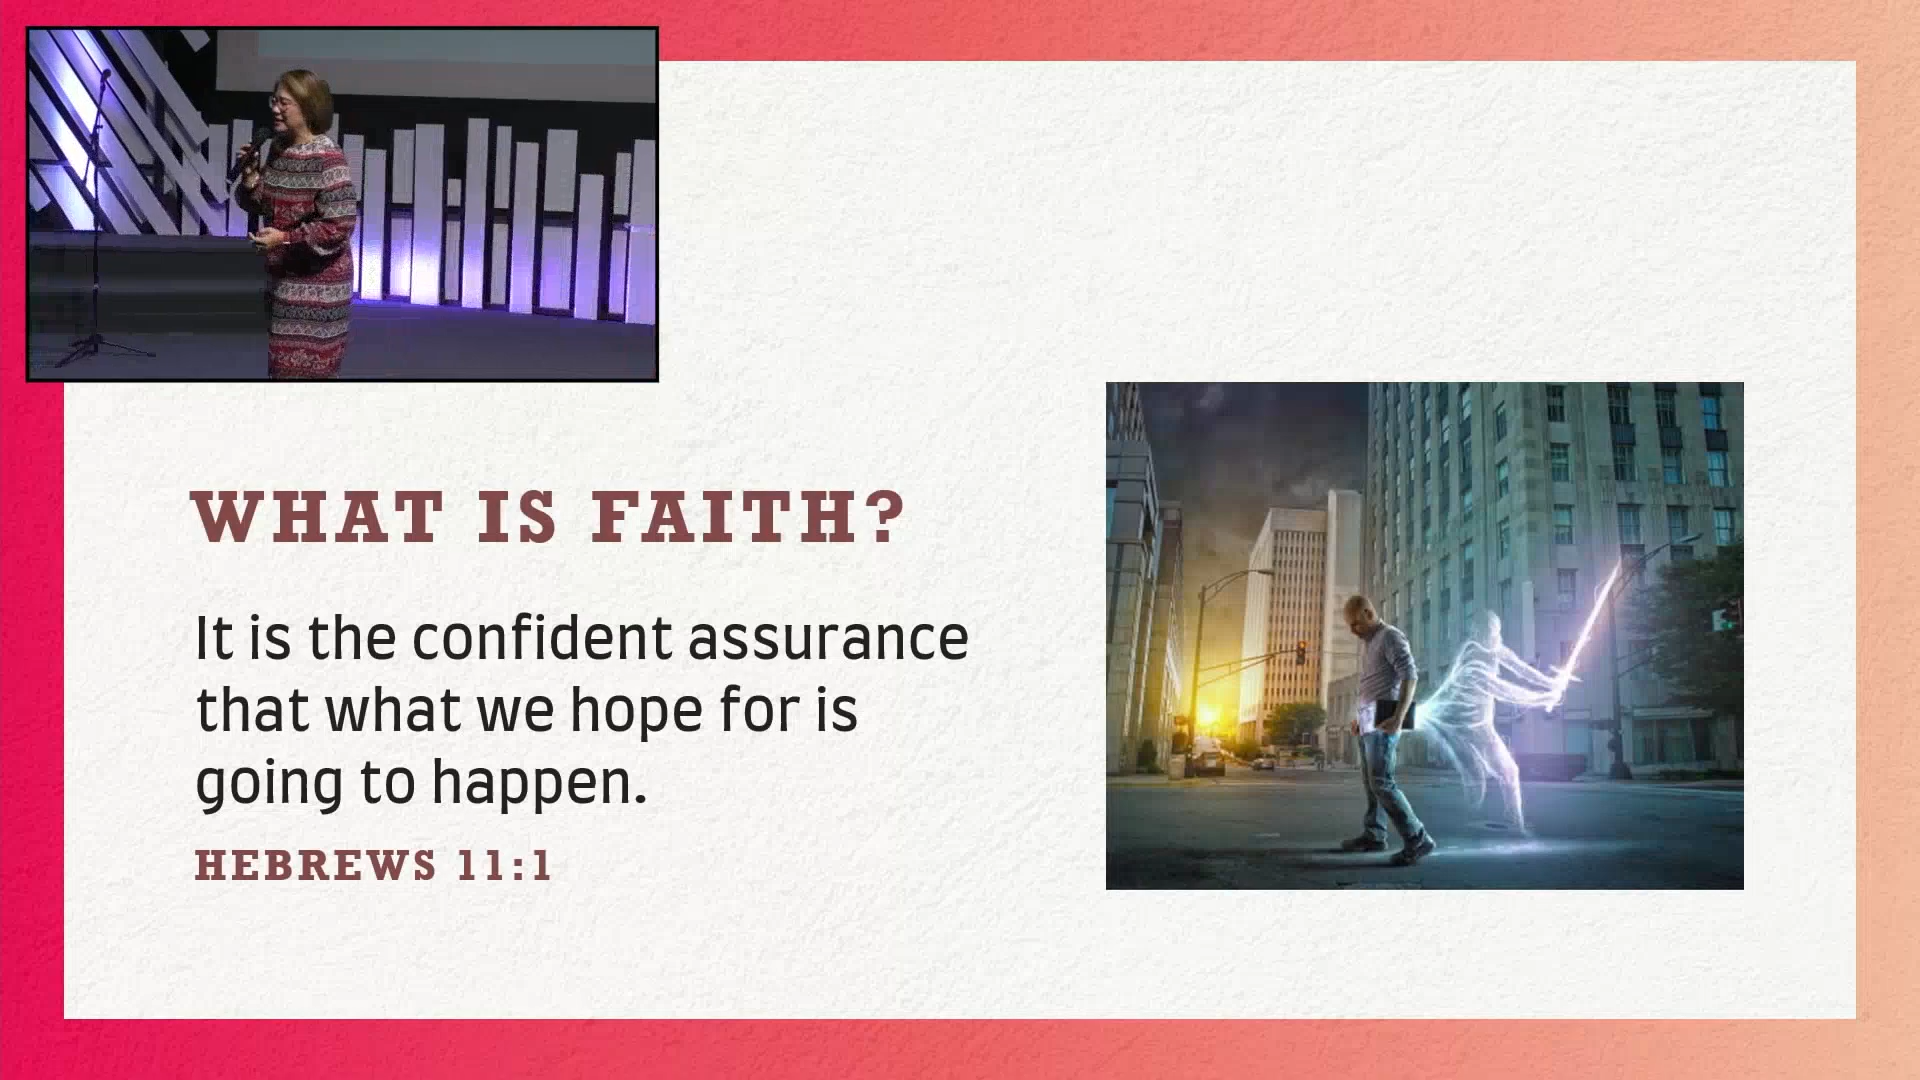 WHAT IS FAITH?
It is the confident assurance
that what we hope for is
going to happen.
HEBREWS 11:1